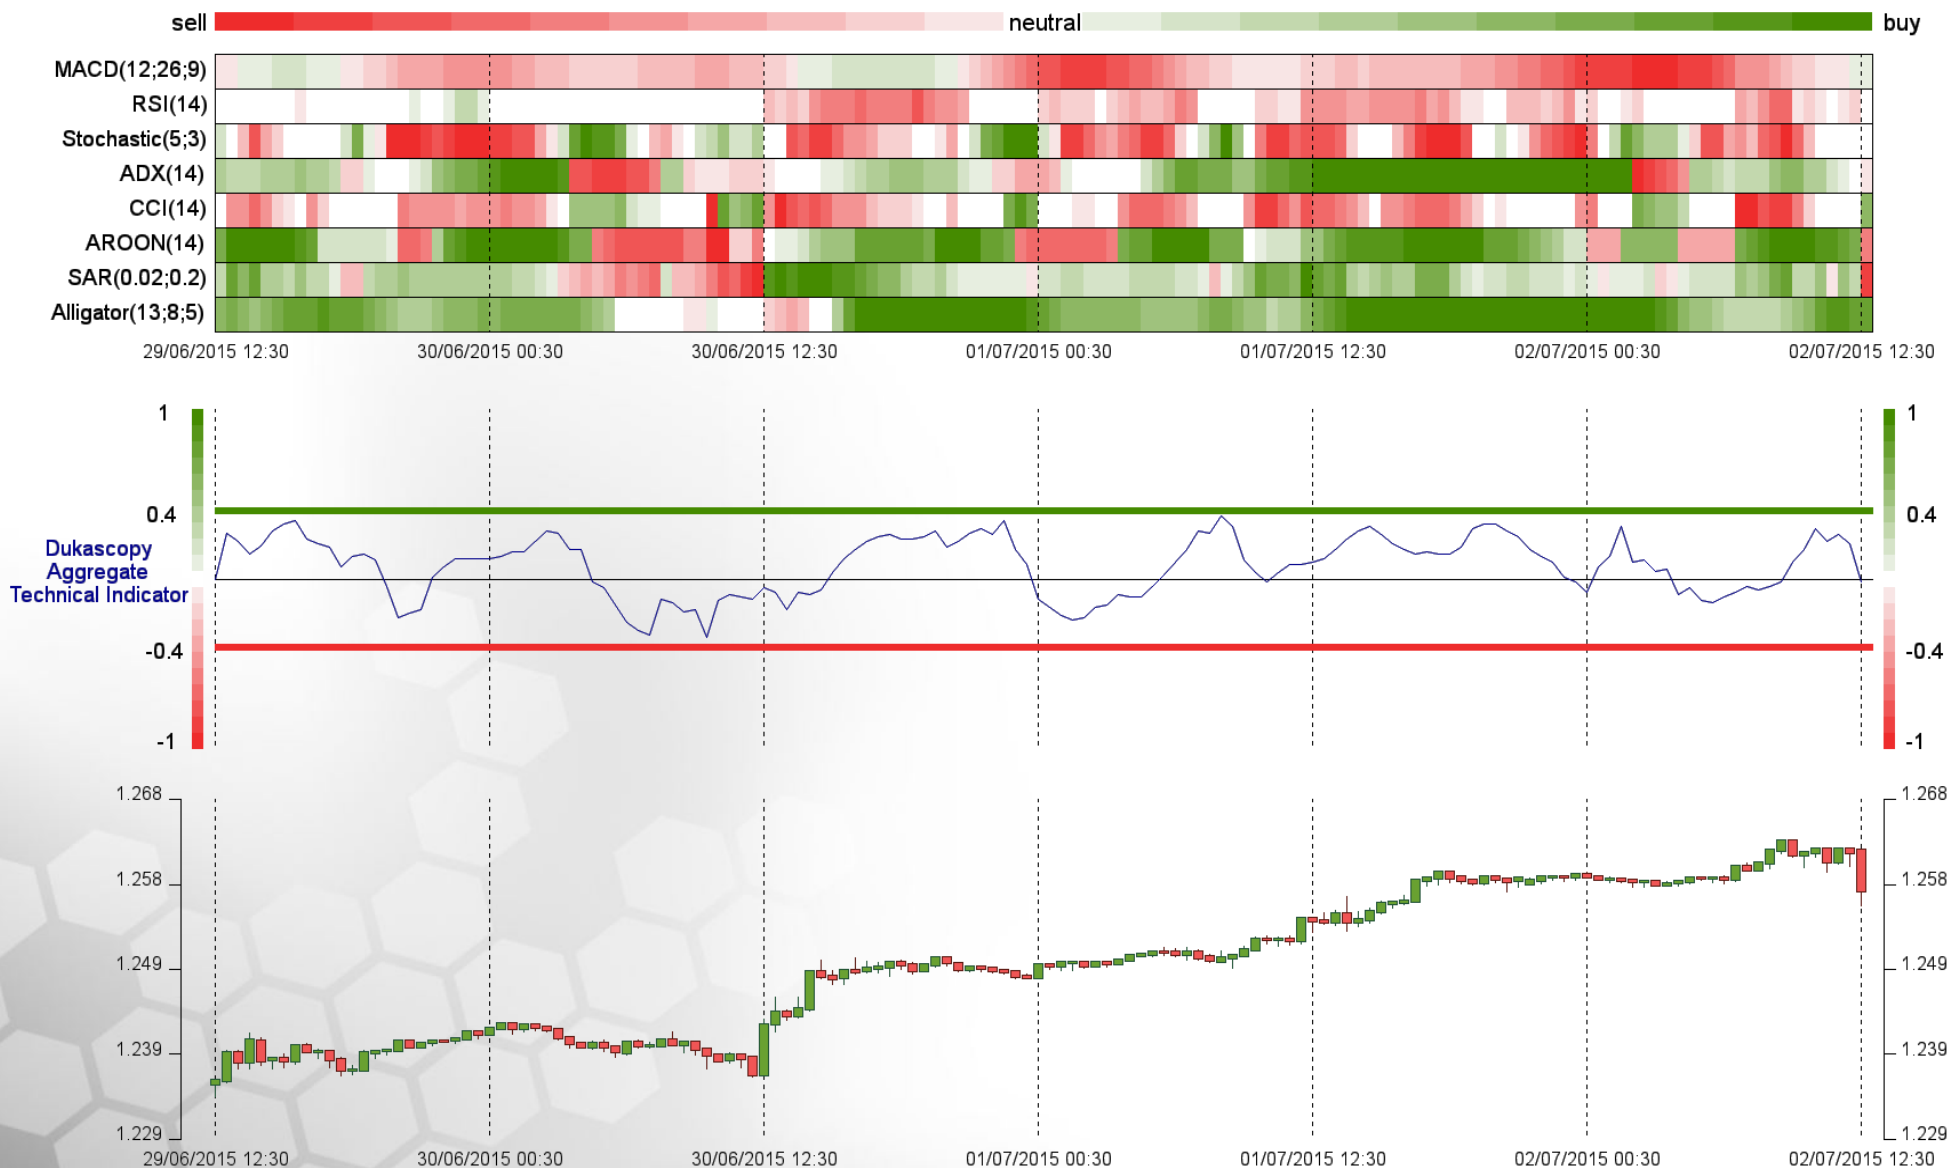 sell neutral buy
MACD(12;26;9)
RSI(14)
Stochastic(5;3)
ADX(14)
CCI(14)
AROON(14)
SAR(0.02;0.2)
Alligator(13;8;5)
29/06/2015 12:30 30/06/2015 00:30 30/06/2015 12:30 01/07/2015 00:30 01/07/2015 12:30 02/07/2015 00:30 02/07/2015 12:30
1 1
0.4 0.4
Dukascopy
Aggregate
Technical Indicator
-0.4 -0.4
-1 -1
1.268 1.268
1.258 1.258
1.249 1.249
1.239 1.239
1.229 1.229
29/06/2015 12:30 30/06/2015 00:30 30/06/2015 12:30 01/07/2015 00:30 01/07/2015 12:30 02/07/2015 00:30 02/07/2015 12:30